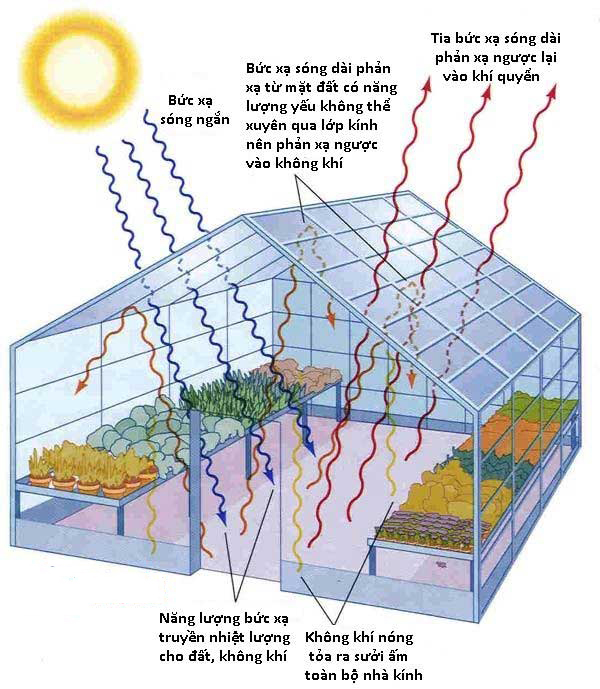 Bức xạ
sóng ngắn
Bức xạ sóng dài phản
xạ từ mặt đất có năng
lượng yếu không thể
xuyên qua lớp kính
nên phản xạ ngược
vào không khí
Tia bức xạ sóng dài
phản xạ ngược lại
vào khí quyển
Năng lượng bức xạ
truyền nhiệt lượng
cho đất, không khí
Không khí nóng
tỏa ra sưởi ấm
toàn bộ nhà kính